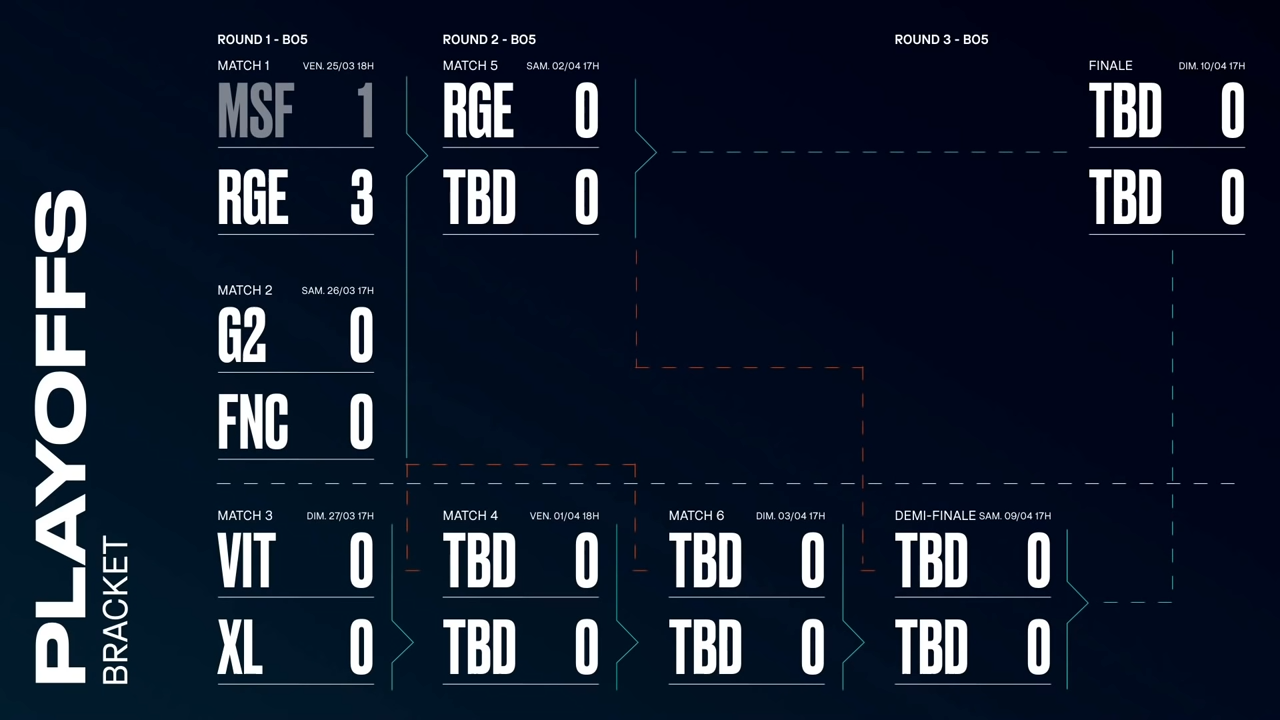 PLAYOFFS
BRACKET
ROUND 1 - BO5
MATCH 1 VEN. 25/03 18H
MSF 1
RGE 3
MATCH 2 SAM. 26/03 17H
G2 0
FNC 0
MATCH 3 DIM. 27/03 17H
VIT 0
XL 0
ROUND 2 - BO5
MATCH 5 SAM. 02/04 17H
RGE 0
TBD 0
MATCH 4 VEN. 01/04 18H
TBD 0
TBD 0
MATCH 6 DIM. 03/04 17H
TBD 0
TBD 0
ROUND 3 - BO5
FINALE DIM. 10/04 17H
TBD 0
TBD 0
DEMI-FINALE SAM. 09/04 17H
TBD 0
TBD 0